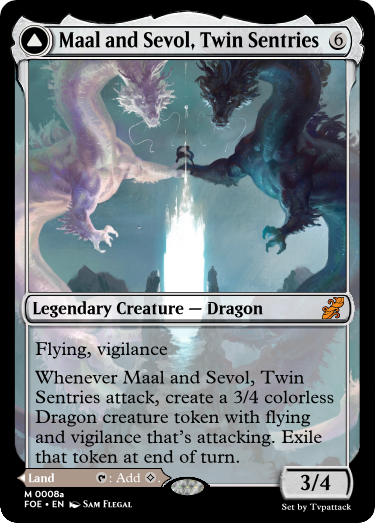 Maal and Sevol, Twin Sentries 6
Legendary Creature — Dragon
Flying, vigilance
Whenever Maal and Sevol, Twin
Sentries attack, create a 3/4 colorless
Dragon creature token with flying
and vigilance that's attacking. Exile
that token at end of turn.
Land : Add .
3/4
M 0008a
FOE • EN Sam Flegal
Set by Tvpattack